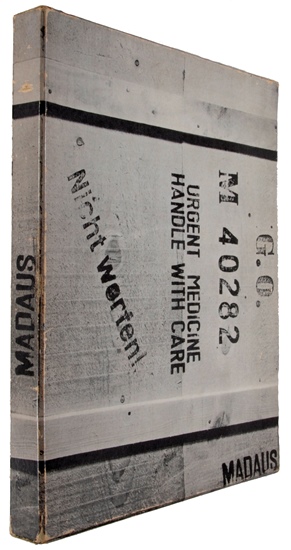 G.O.
M 40282
URGENT MEDICINE
HANDLE WITH CARE
Nicht werfen!
MADAUS
MADAUS